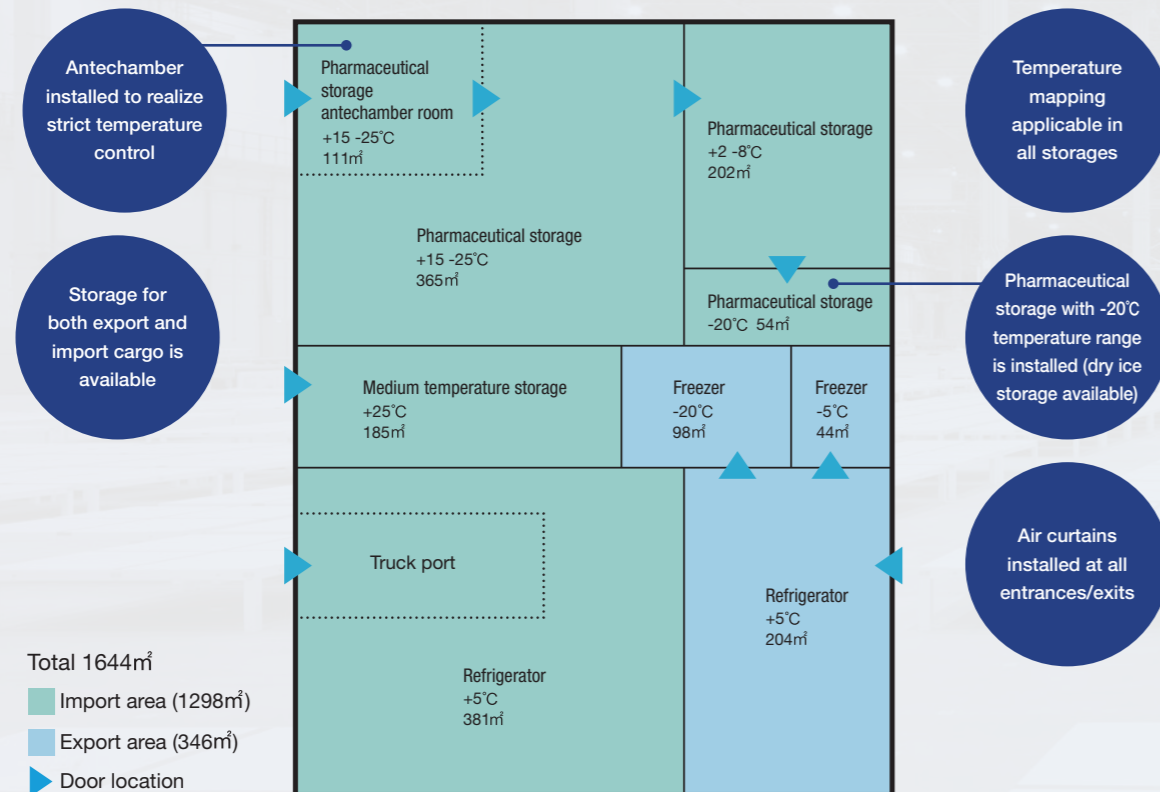 Antechamber
installed to realize
strict temperature
control
Storage for
both export and
import cargo is
available
Pharmaceutical
storage
antechamber room
+15 -25℃
111㎡
Pharmaceutical storage
+15 -25℃
365㎡
Pharmaceutical storage
+2 -8℃
202㎡
Pharmaceutical storage
-20℃ 54㎡
Medium temperature storage
+25℃
185㎡
Freezer
-20℃
98㎡
Freezer
-5℃
44㎡
Truck port
Refrigerator
+5℃
381㎡
Refrigerator
+5℃
204㎡
Temperature
mapping
applicable in
all storages
Pharmaceutical
storage with -20℃
temperature range
is installed (dry ice
storage available)
Air curtains
installed at all
entrances/exits
Total 1644㎡
Import area (1298㎡)
Export area (346㎡)
Door location